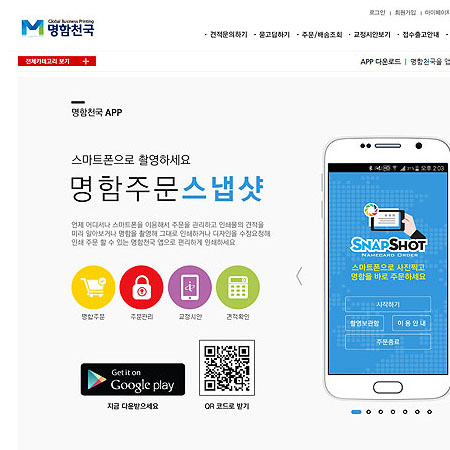 로그인 | 회원가입 | 마이페이지
Global Business Printing
명함천국
· 견적문의하기 · 묻고답하기 · 주문/배송조회 · 교정시안보기 · 접수출고안내 ·
전체카테고리 보기 +
APP 다운로드 | 명함천국을 앱
명함천국 APP
스마트폰으로 촬영하세요
명함주문스냅샷
언제 어디서나 스마트폰을 이용해서 주문을 관리하고 인쇄물의 견적을
미리 알아보거나 명함을 촬영해 그대로 인쇄하거나 디자인을 수정요청해
인쇄 주문 할 수 있는 명함천국 앱으로 편리하게 인쇄하세요
명함주문
주문관리
교정시안
견적확인
Get it on
Google play
지금 다운받으세요
QR 코드로 받기
31% 오후 2:03
SNAPSHOT
NAMECARD ORDER
스마트폰으로 사진찍고
명함을 바로 주문하세요
시작하기
촬영보관함
이용안내
주문종료